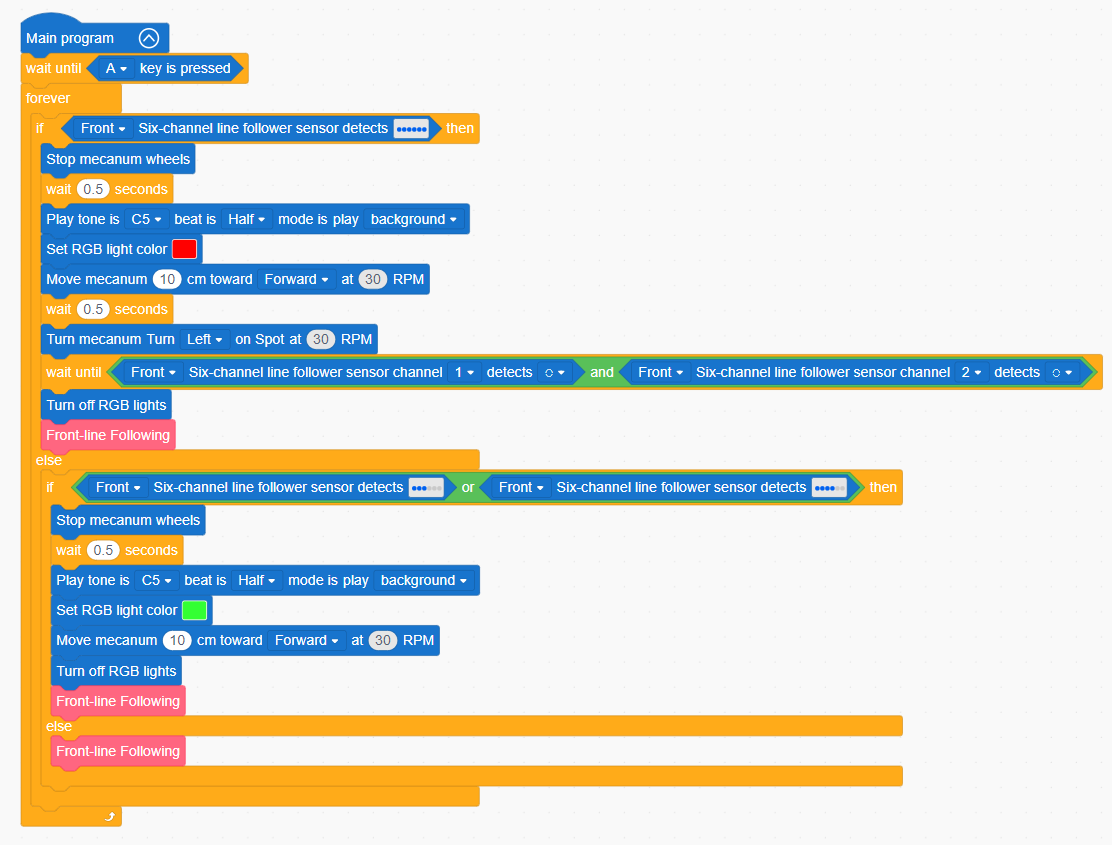 Main program
wait until A key is pressed
forever
if Front Six-channel line follower sensor detects then
Stop mecanum wheels
wait 0.5 seconds
Play tone is C5 beat is Half mode is play background
Set RGB light color
Move mecanum 10 cm toward Forward at 30 RPM
wait 0.5 seconds
Turn mecanum Turn Left on Spot at 30 RPM
wait until Front Six-channel line follower sensor channel 1 detects and Front Six-channel line follower sensor channel 2 detects
Turn off RGB lights
Front-line Following
else
if Front Six-channel line follower sensor detects or Front Six-channel line follower sensor detects then
Stop mecanum wheels
wait 0.5 seconds
Play tone is C5 beat is Half mode is play background
Set RGB light color
Move mecanum 10 cm toward Forward at 30 RPM
Turn off RGB lights
Front-line Following
else
Front-line Following